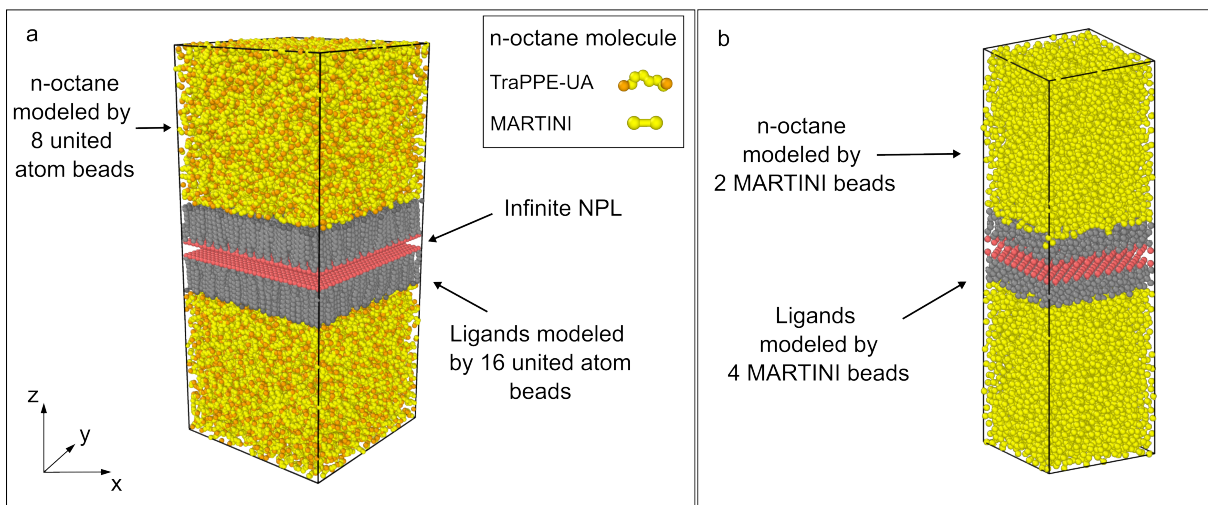 a
n-octane
modeled by
8 united
atom beads
n-octane molecule
TraPPE-UA
MARTINI
Infinite NPL
Ligands modeled
by 16 united atom
beads
z
y
x
b
n-octane
modeled by
2 MARTINI beads
Ligands
modeled by
4 MARTINI beads